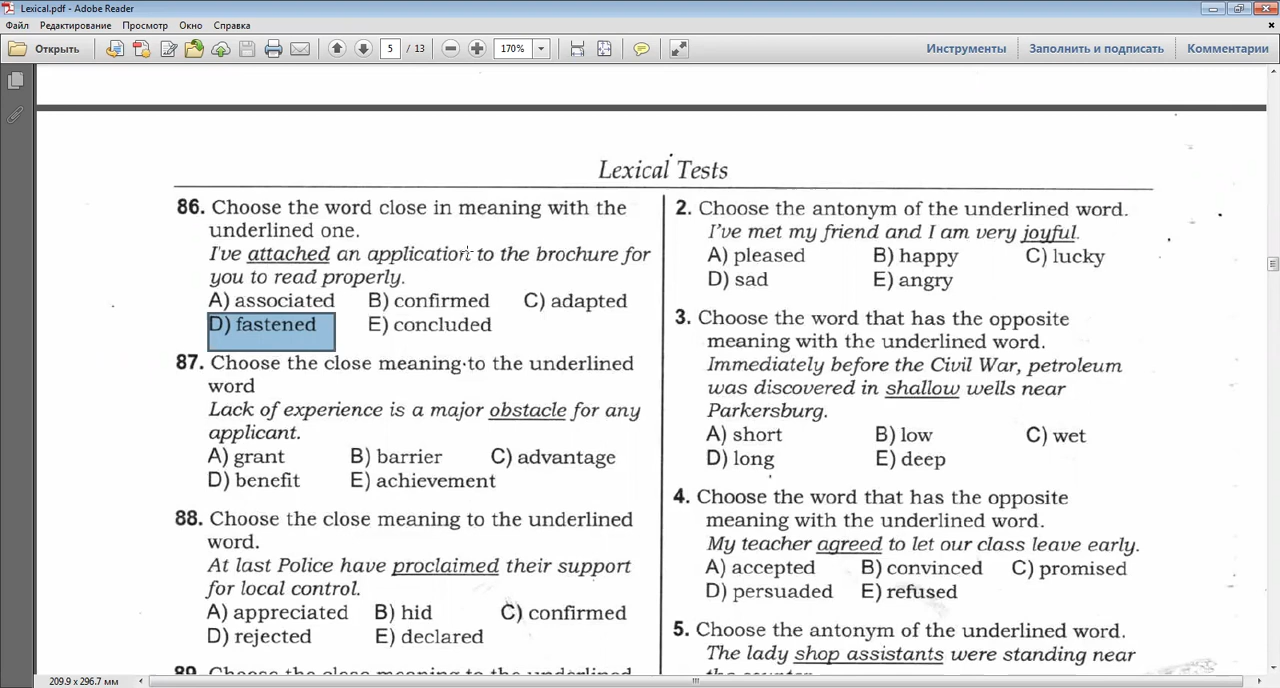 Lexical.pdf - Adobe Reader
Файл Редактирование Просмотр Окно Справка
Открыть 5 / 13 170% Инструменты Заполнить и подписать Комментарии
Lexical Tests
86. Choose the word close in meaning with the
underlined one.
I've attached an application to the brochure for
you to read properly.
A) associated B) confirmed C) adapted
D) fastened E) concluded
87. Choose the close meaning to the underlined
word
Lack of experience is a major obstacle for any
applicant.
A) grant B) barrier C) advantage
D) benefit E) achievement
88. Choose the close meaning to the underlined
word.
At last Police have proclaimed their support
for local control.
A) appreciated B) hid C) confirmed
D) rejected E) declared
89. Choose the close meaning to the underlined
2. Choose the antonym of the underlined word.
I've met my friend and I am very joyful.
A) pleased B) happy C) lucky
D) sad E) angry
3. Choose the word that has the opposite
meaning with the underlined word.
Immediately before the Civil War, petroleum
was discovered in shallow wells near
Parkersburg.
A) short B) low C) wet
D) long E) deep
4. Choose the word that has the opposite
meaning with the underlined word.
My teacher agreed to let our class leave early.
A) accepted B) convinced C) promised
D) persuaded E) refused
5. Choose the antonym of the underlined word.
The lady shop assistants were standing near
the counter.
209.9 x 296.7 мм